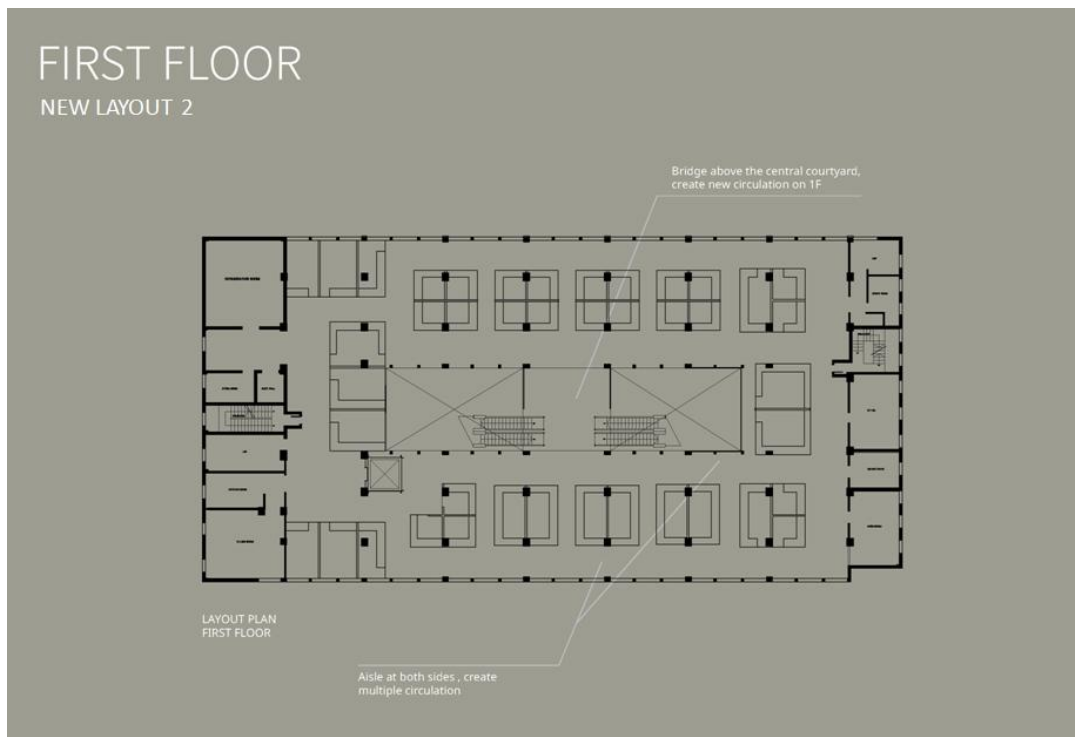 FIRST FLOOR
NEW LAYOUT 2
Bridge above the central courtyard,
create new circulation on 1F
LAYOUT PLAN
FIRST FLOOR
Aisle at both sides , create
multiple circulation